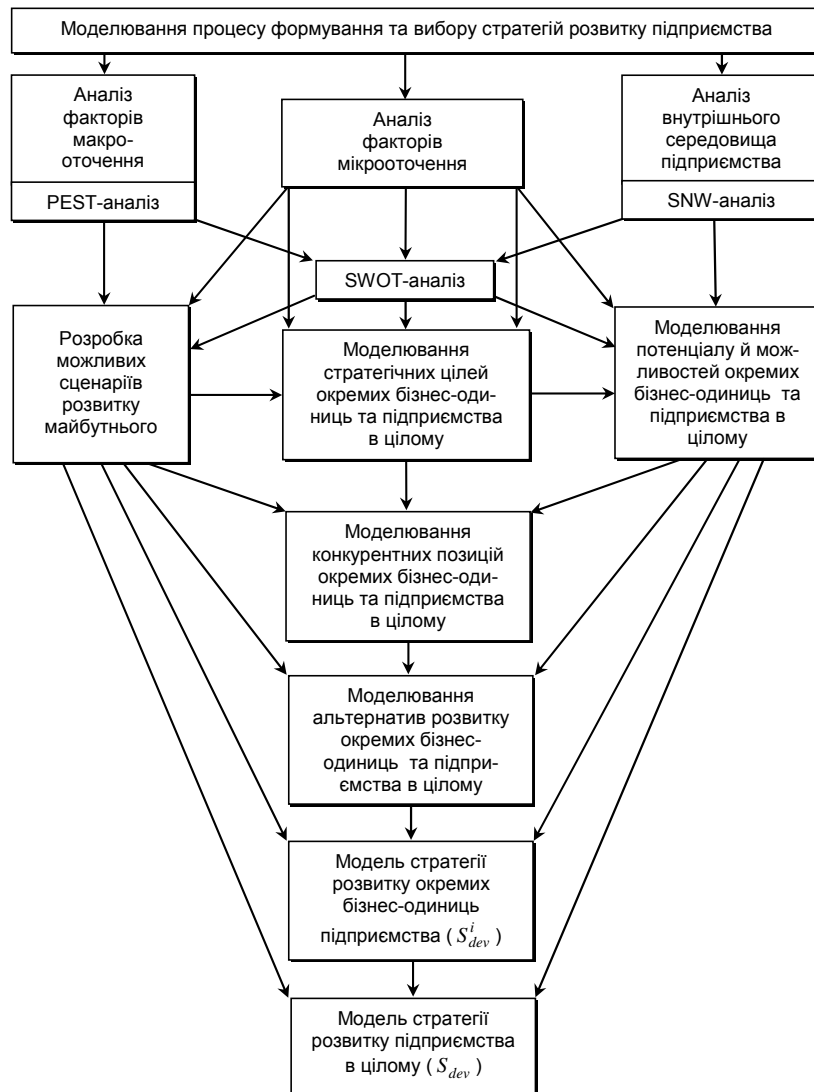 Моделювання процесу формування та вибору стратегій розвитку підприємства
Аналіз
факторів
макро-
оточення
PEST-аналіз
Аналіз
факторів
мікрооточення
Аналіз
внутрішнього
середовища
підприємства
SNW-аналіз
SWOT-аналіз
Розробка
можливих
сценаріїв
розвитку
майбутнього
Моделювання
стратегічних цілей
окремих бізнес-оди-
ниць та підприємства
в цілому
Моделювання
потенціалу й мож-
ливостей окремих
бізнес-одиниць та
підприємства в
цілому
Моделювання
конкурентних позицій
окремих бізнес-оди-
ниць та підприємства
в цілому
Моделювання
альтернатив розвитку
окремих бізнес-
одиниць та підпри-
ємства в цілому
Модель стратегії
розвитку окремих
бізнес-одиниць
підприємства ( S^i_dev )
Модель стратегії
розвитку підприємства
в цілому ( S_dev )